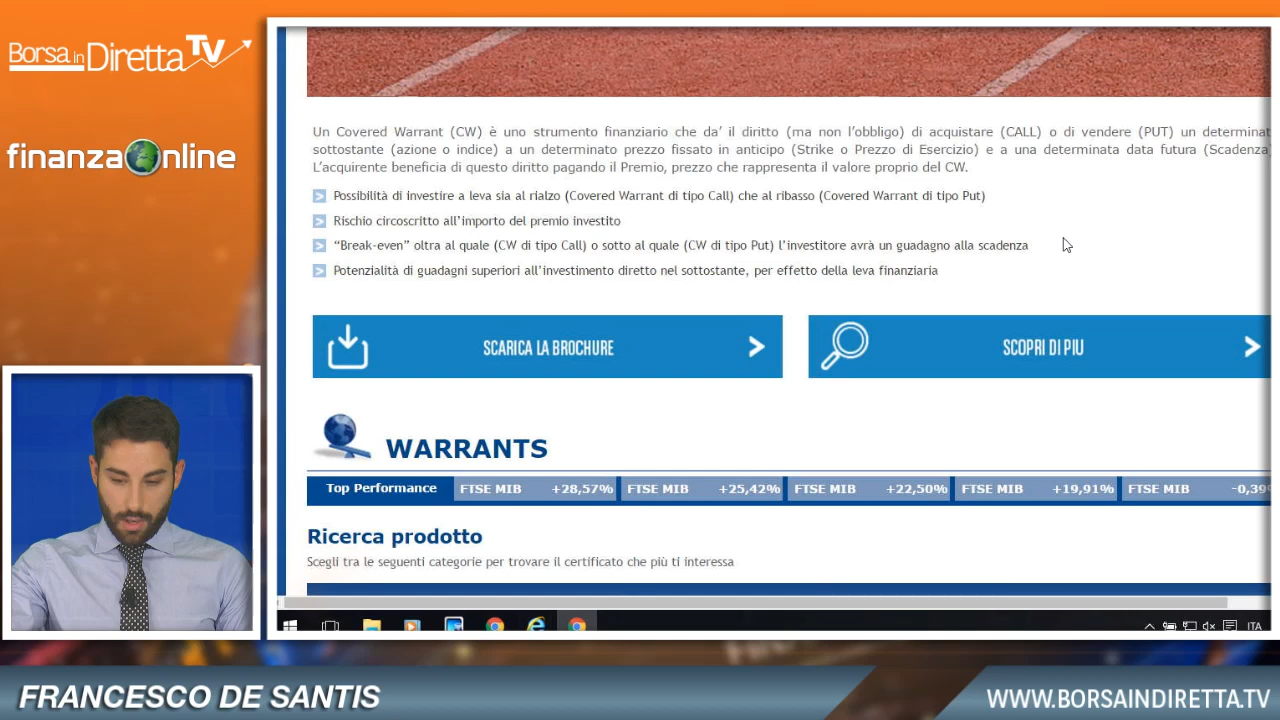 Borsa in Diretta TV
finanza nline
Un Covered Warrant (CW) è uno strumento finanziario che da’ il diritto (ma non l’obbligo) di acquistare (CALL) o di vendere (PUT) un determinat
sottostante (azione o indice) a un determinato prezzo fissato in anticipo (Strike o Prezzo di Esercizio) e a una determinata data futura (Scadenza
L’acquirente beneficia di questo diritto pagando il Premio, prezzo che rappresenta il valore proprio del CW.
Possibilità di investire a leva sia al rialzo (Covered Warrant di tipo Call) che al ribasso (Covered Warrant di tipo Put)
Rischio circoscritto all’importo del premio investito
“Break-even” oltra al quale (CW di tipo Call) o sotto al quale (CW di tipo Put) l’investitore avrà un guadagno alla scadenza
Potenzialità di guadagni superiori all’investimento diretto nel sottostante, per effetto della leva finanziaria
SCARICA LA BROCHURE
SCOPRI DI PIU
WARRANTS
Top Performance FTSE MIB +28,57% FTSE MIB +25,42% FTSE MIB +22,50% FTSE MIB +19,91% FTSE MIB -0,39%
Ricerca prodotto
Scegli tra le seguenti categorie per trovare il certificato che più ti interessa
ITA
FRANCESCO DE SANTIS
WWW.BORSAINDIRETTA.TV